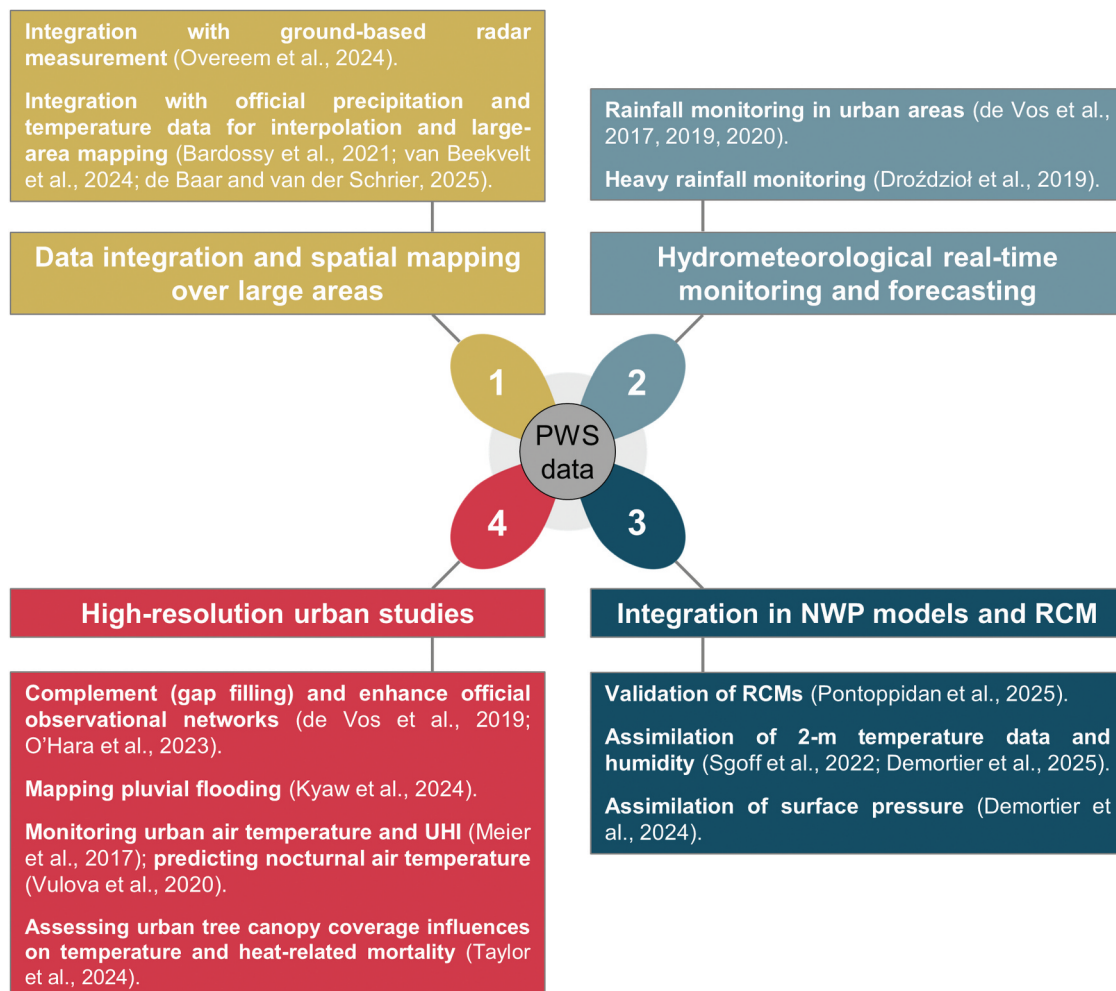 Integration with ground-based radar
measurement (Overeem et al., 2024).
Integration with official precipitation and
temperature data for interpolation and large-
area mapping (Bardossy et al., 2021; van Beekvelt
et al., 2024; de Baar and van der Schrier, 2025).
Data integration and spatial mapping
over large areas
Rainfall monitoring in urban areas (de Vos et al.,
2017, 2019, 2020).
Heavy rainfall monitoring (Droździoł et al., 2019).
Hydrometeorological real-time
monitoring and forecasting
1
2
PWS
data
4
3
High-resolution urban studies
Complement (gap filling) and enhance official
observational networks (de Vos et al., 2019;
O’Hara et al., 2023).
Mapping pluvial flooding (Kyaw et al., 2024).
Monitoring urban air temperature and UHI (Meier
et al., 2017); predicting nocturnal air temperature
(Vulova et al., 2020).
Assessing urban tree canopy coverage influences
on temperature and heat-related mortality (Taylor
et al., 2024).
Integration in NWP models and RCM
Validation of RCMs (Pontoppidan et al., 2025).
Assimilation of 2-m temperature data and
humidity (Sgoff et al., 2022; Demortier et al., 2025).
Assimilation of surface pressure (Demortier et
al., 2024).